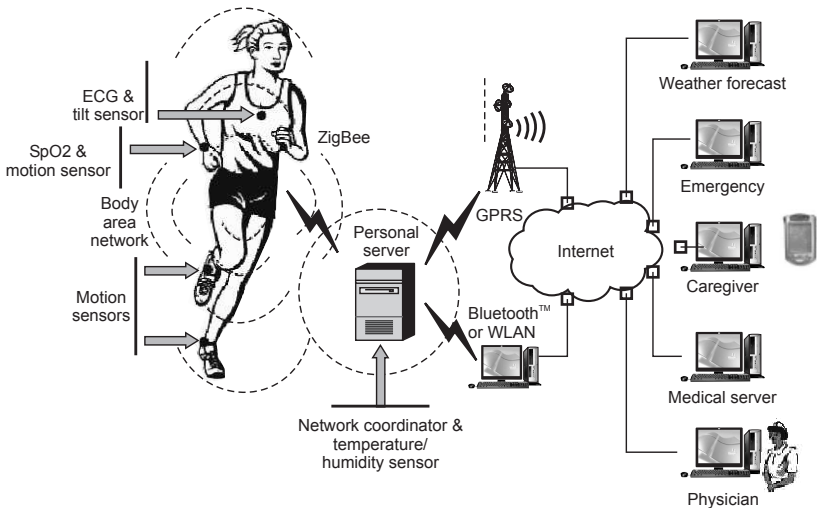 ECG &
tilt sensor
SpO2 &
motion sensor
Body
area
network
Motion
sensors
ZigBee
Personal
server
Network coordinator &
temperature/
humidity sensor
GPRS
Bluetooth™
or WLAN
Internet
Weather forecast
Emergency
Caregiver
Medical server
Physician